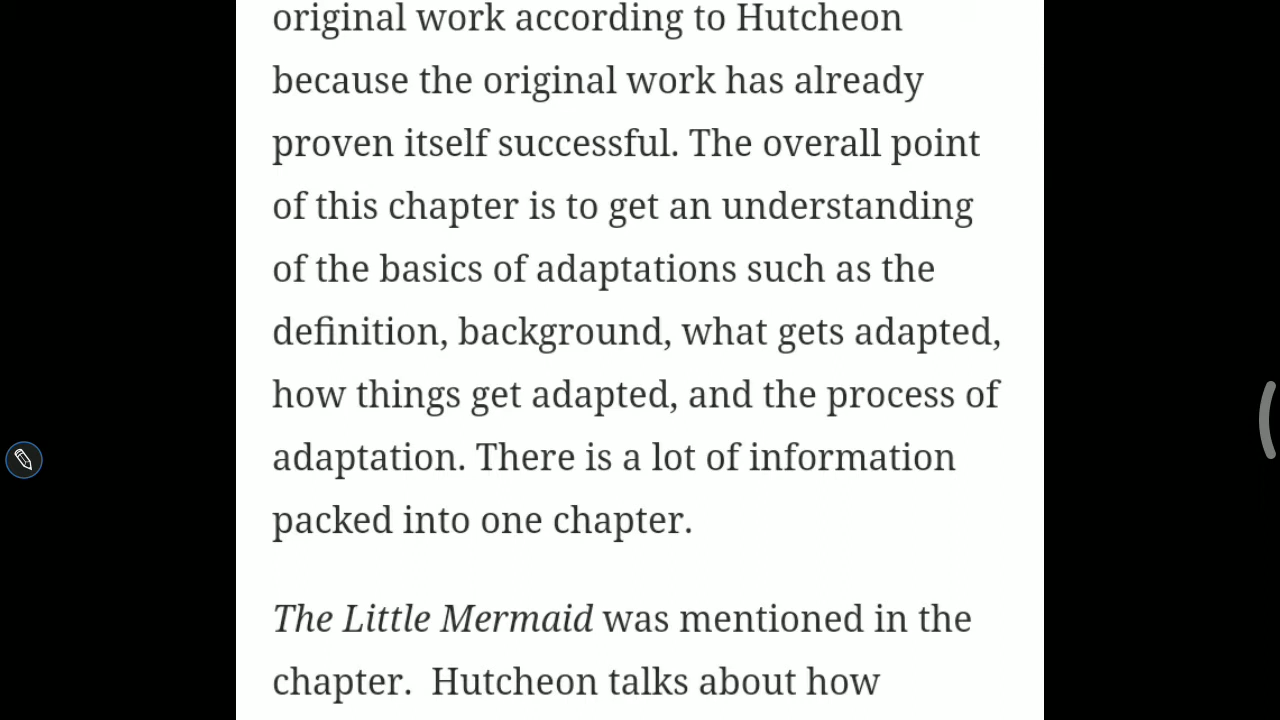 original work according to Hutcheon
because the original work has already
proven itself successful. The overall point
of this chapter is to get an understanding
of the basics of adaptations such as the
definition, background, what gets adapted,
how things get adapted, and the process of
adaptation. There is a lot of information
packed into one chapter.
The Little Mermaid was mentioned in the
chapter.  Hutcheon talks about how